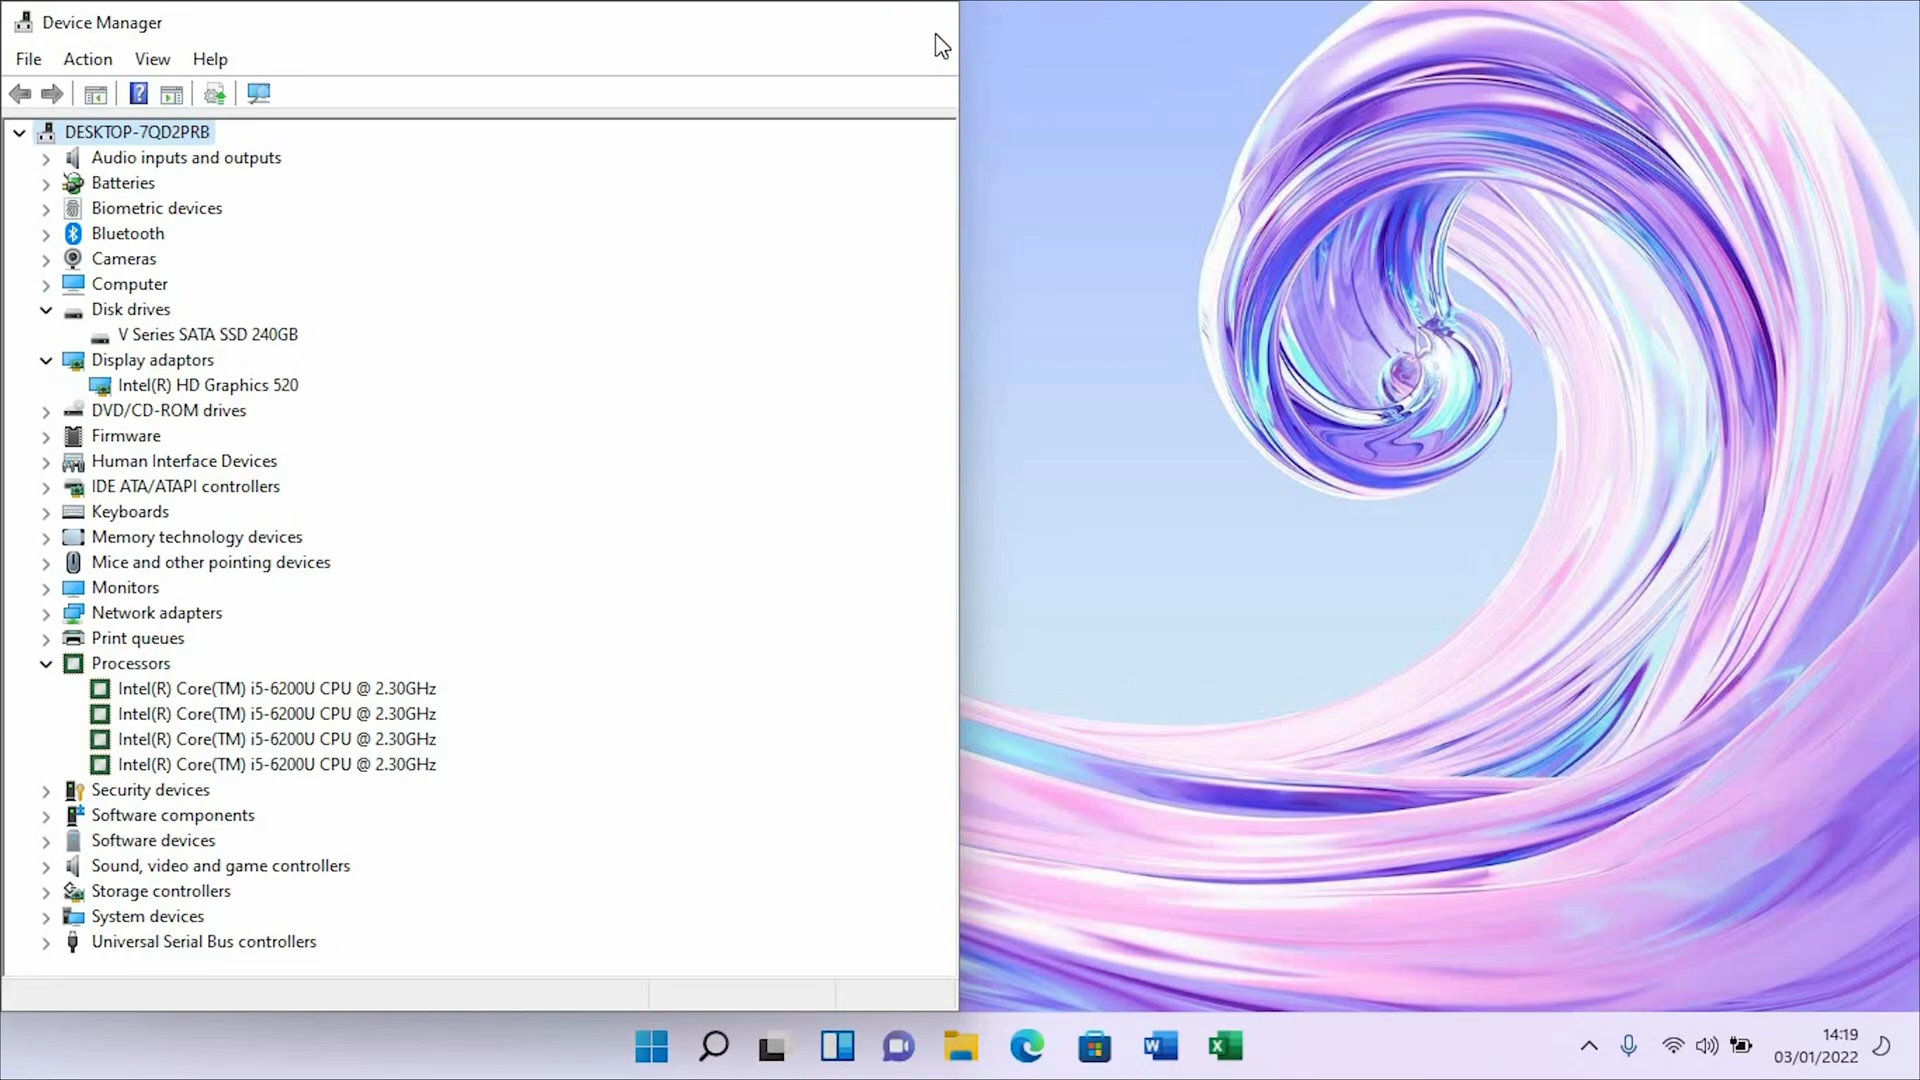 Device Manager
File Action View Help
DESKTOP-7QD2PRB
Audio inputs and outputs
Batteries
Biometric devices
Bluetooth
Cameras
Computer
Disk drives
V Series SATA SSD 240GB
Display adaptors
Intel(R) HD Graphics 520
DVD/CD-ROM drives
Firmware
Human Interface Devices
IDE ATA/ATAPI controllers
Keyboards
Memory technology devices
Mice and other pointing devices
Monitors
Network adapters
Print queues
Processors
Intel(R) Core(TM) i5-6200U CPU @ 2.30GHz
Intel(R) Core(TM) i5-6200U CPU @ 2.30GHz
Intel(R) Core(TM) i5-6200U CPU @ 2.30GHz
Intel(R) Core(TM) i5-6200U CPU @ 2.30GHz
Security devices
Software components
Software devices
Sound, video and game controllers
Storage controllers
System devices
Universal Serial Bus controllers
14:19
03/01/2022